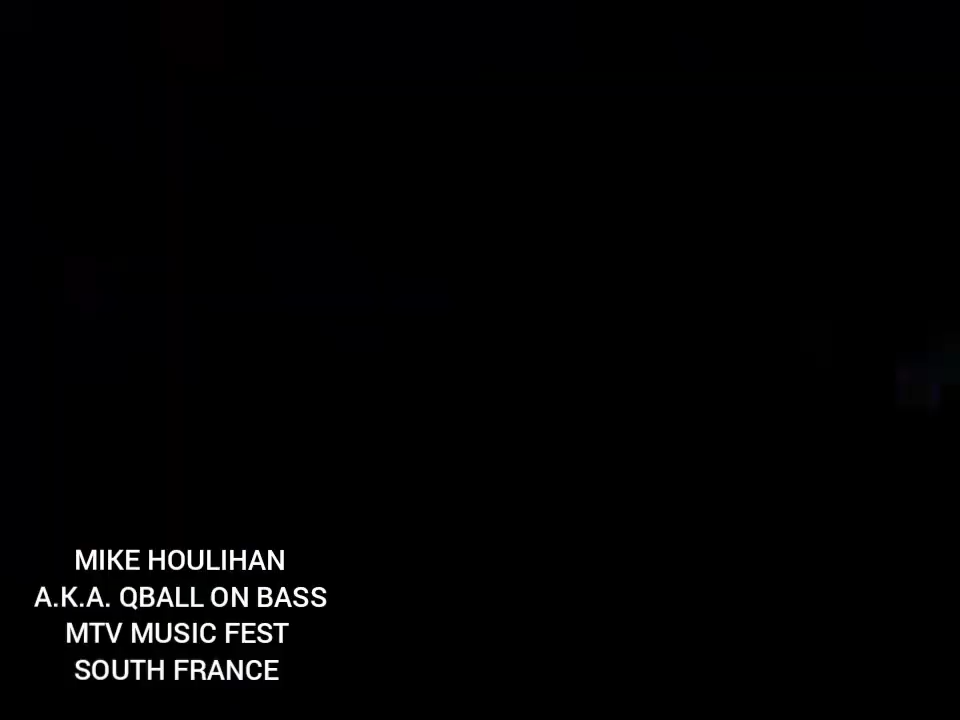 MIKE HOULIHAN
A.K.A. QBALL ON BASS
MTV MUSIC FEST
SOUTH FRANCE